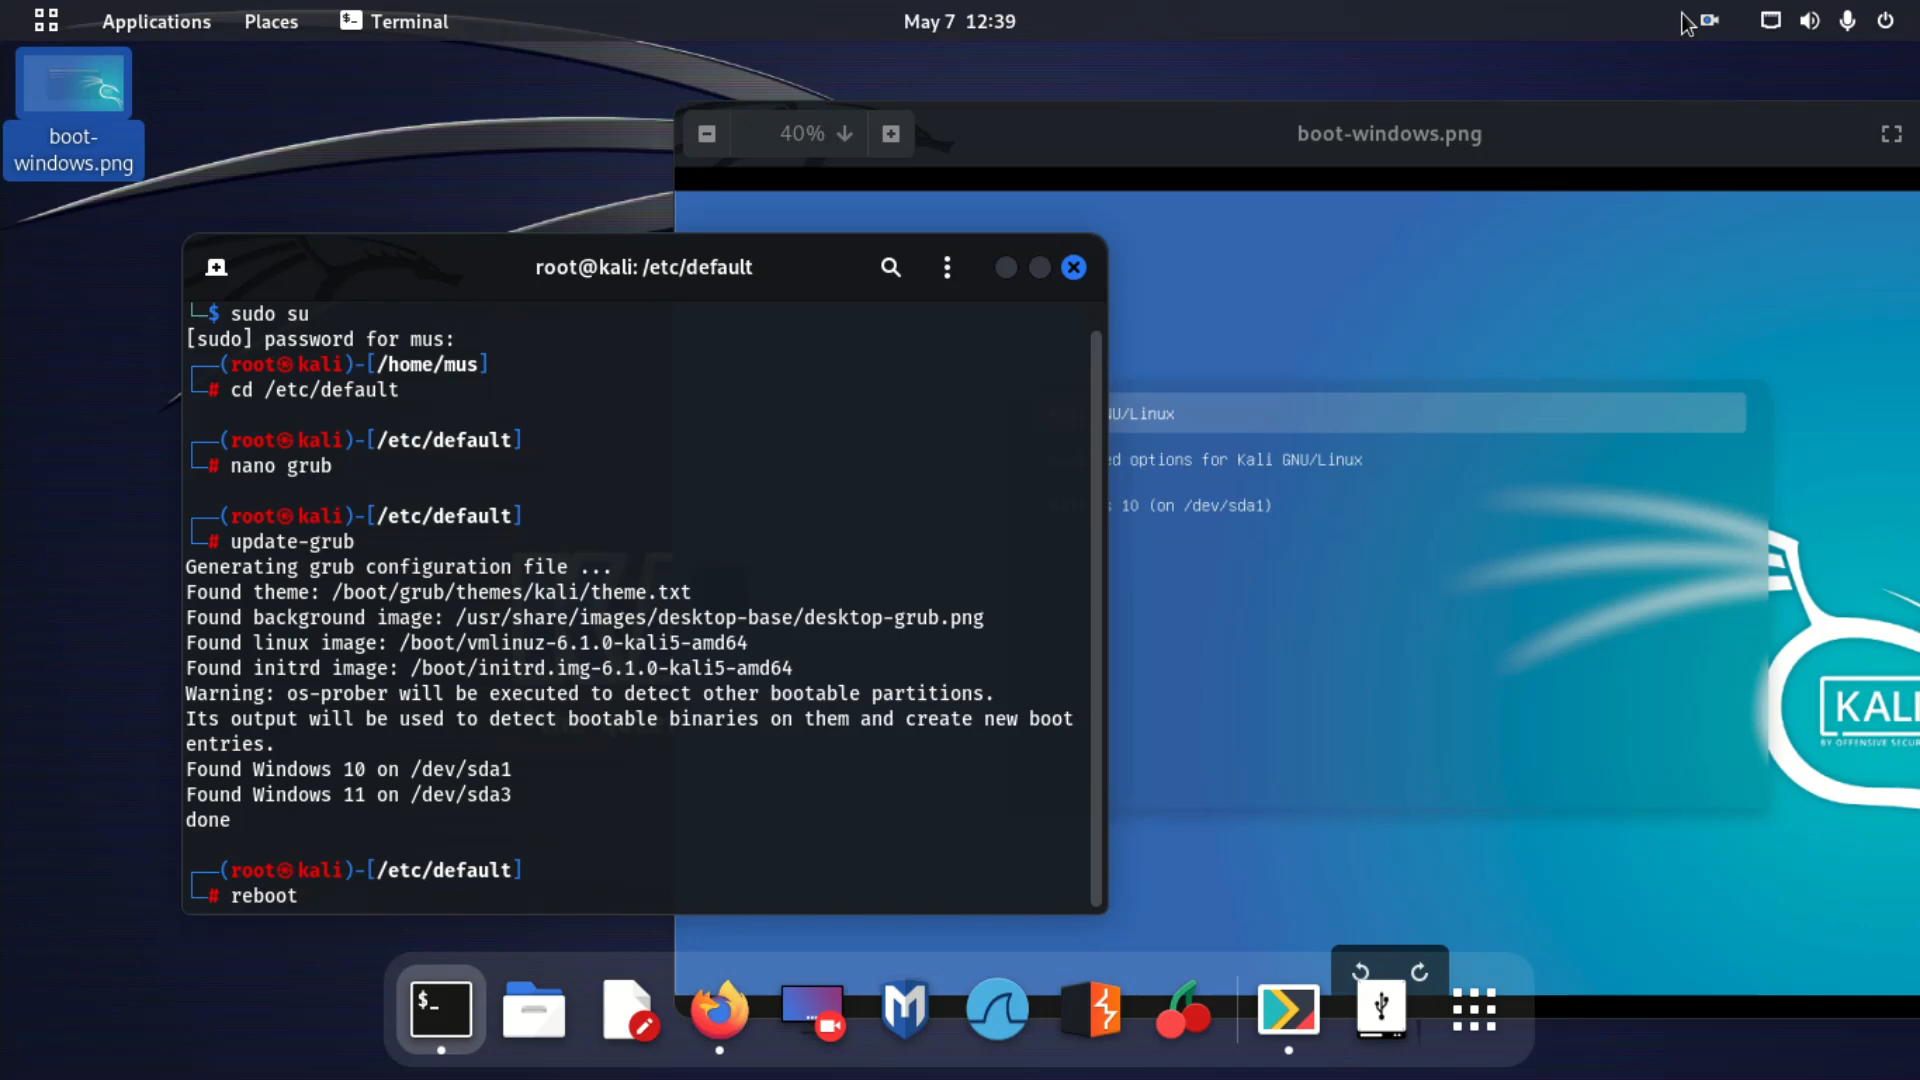 Applications Places Terminal May 7 12:39
boot-
windows.png
40% boot-windows.png
root@kali: /etc/default
└─$ sudo su
[sudo] password for mus:
┌──(root㉿kali)-[/home/mus]
└─# cd /etc/default
┌──(root㉿kali)-[/etc/default]
└─# nano grub
┌──(root㉿kali)-[/etc/default]
└─# update-grub
Generating grub configuration file ...
Found theme: /boot/grub/themes/kali/theme.txt
Found background image: /usr/share/images/desktop-base/desktop-grub.png
Found linux image: /boot/vmlinuz-6.1.0-kali5-amd64
Found initrd image: /boot/initrd.img-6.1.0-kali5-amd64
Warning: os-prober will be executed to detect other bootable partitions.
Its output will be used to detect bootable binaries on them and create new boot
entries.
Found Windows 10 on /dev/sda1
Found Windows 11 on /dev/sda3
done
┌──(root㉿kali)-[/etc/default]
└─# reboot
U/Linux
d options for Kali GNU/Linux
s 10 (on /dev/sda1)
KALI
BY OFFENSIVE SECUR
$_